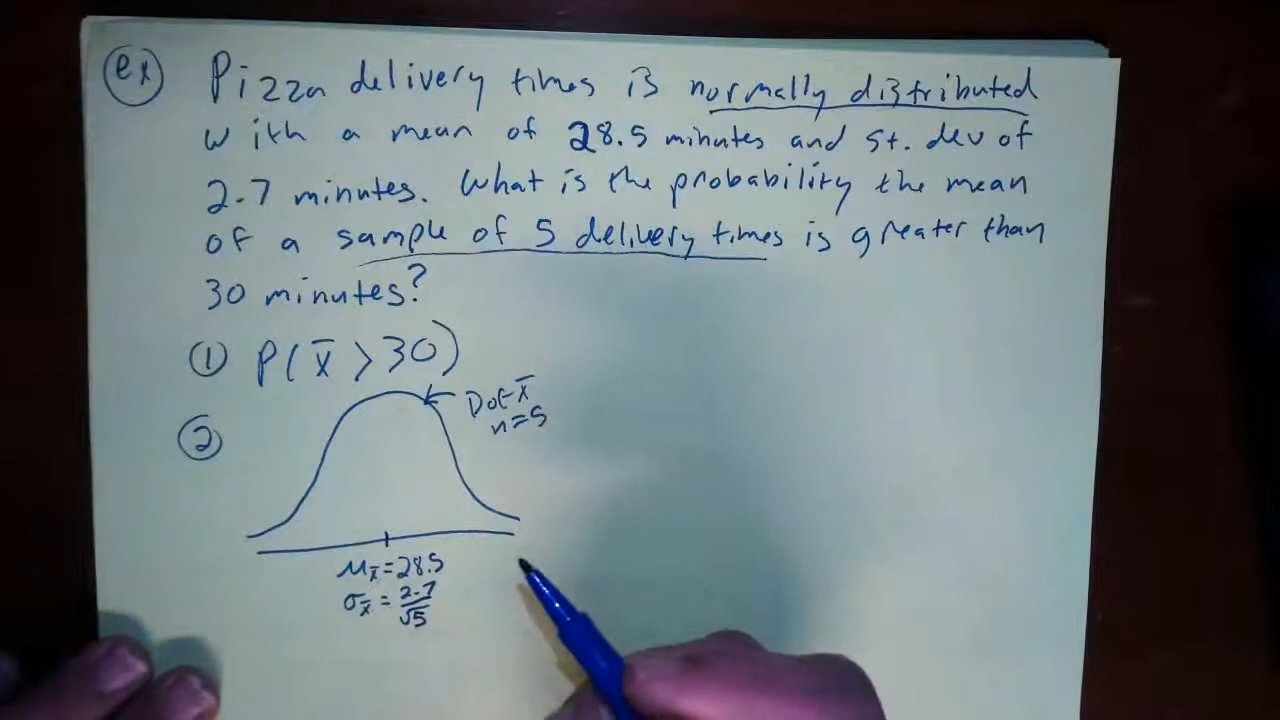 ex Pizza delivery times is normally distributed
with a mean of 28.5 minutes and st. dev of
2.7 minutes. What is the probability the mean
of a sample of 5 delivery times is greater than
30 minutes?
① P(x̄ > 30)
② Dof x̄
n=5
μx̄ = 28.5
σx̄ = 2.7/√5